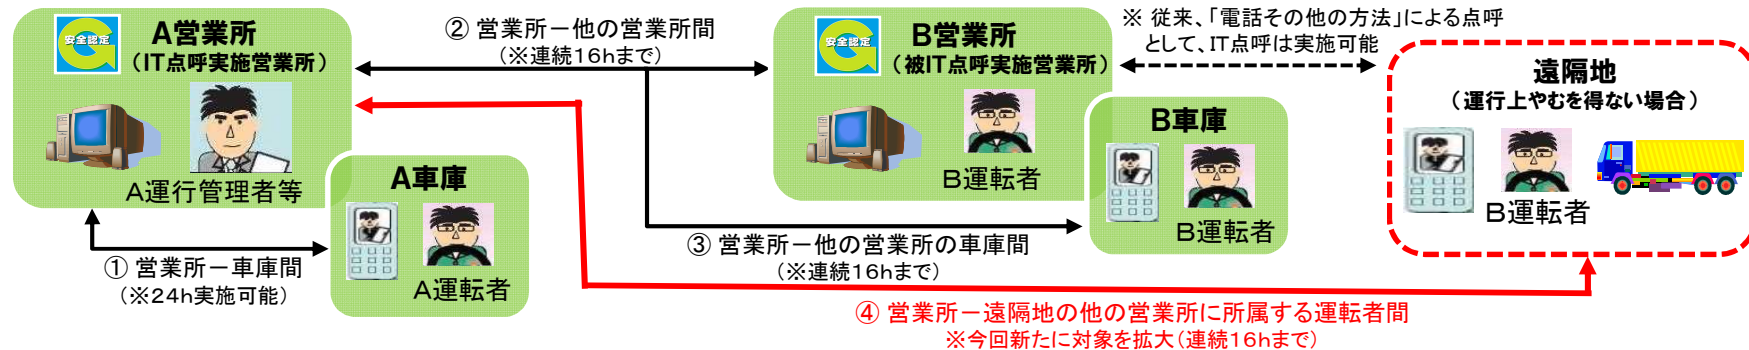 安全認定
A営業所
（IT点呼実施営業所）
A運行管理者等
A車庫
A運転者
① 営業所－車庫間
（※24h実施可能）
② 営業所－他の営業所間
（※連続16hまで）
安全認定
B営業所
（被IT点呼実施営業所）
B運転者
B車庫
B運転者
③ 営業所－他の営業所の車庫間
（※連続16hまで）
※ 従来、「電話その他の方法」による点呼
として、IT点呼は実施可能
遠隔地
（運行上やむを得ない場合）
B運転者
④ 営業所－遠隔地の他の営業所に所属する運転者間
※今回新たに対象を拡大（連続16hまで）